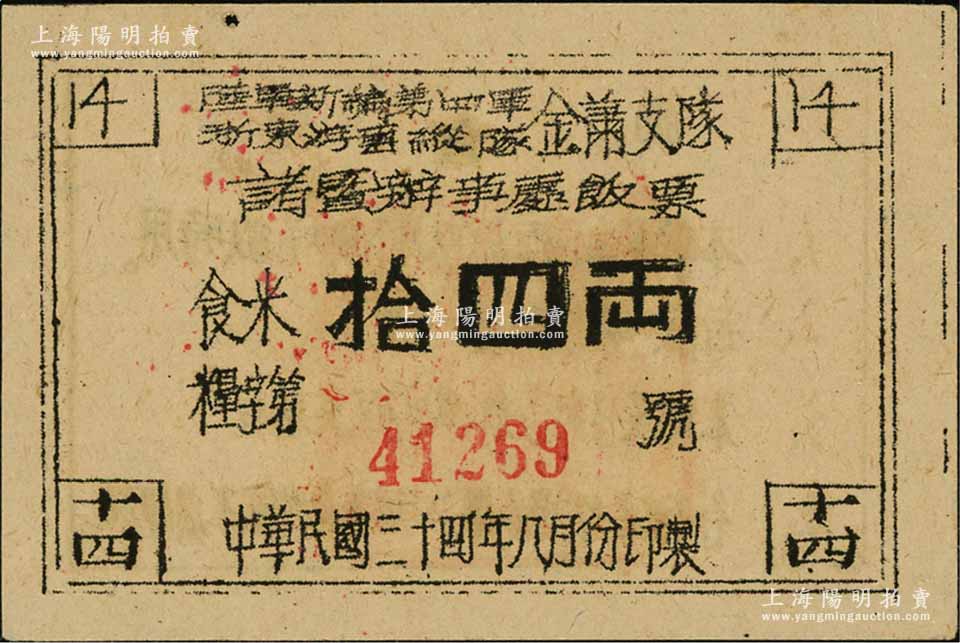 上海陽明拍賣
www.yangmingauction.com
14
陸軍新編第四軍
浙東游擊縱隊 金蕭支隊
14
諸暨辦事處飯票
食米 拾四両
上海陽明拍賣
www.yangmingauction.com
糧字第 41269 號
十四
中華民國三十四年八月份印製
十四
上海陽明拍賣
www.yangmingauction.com